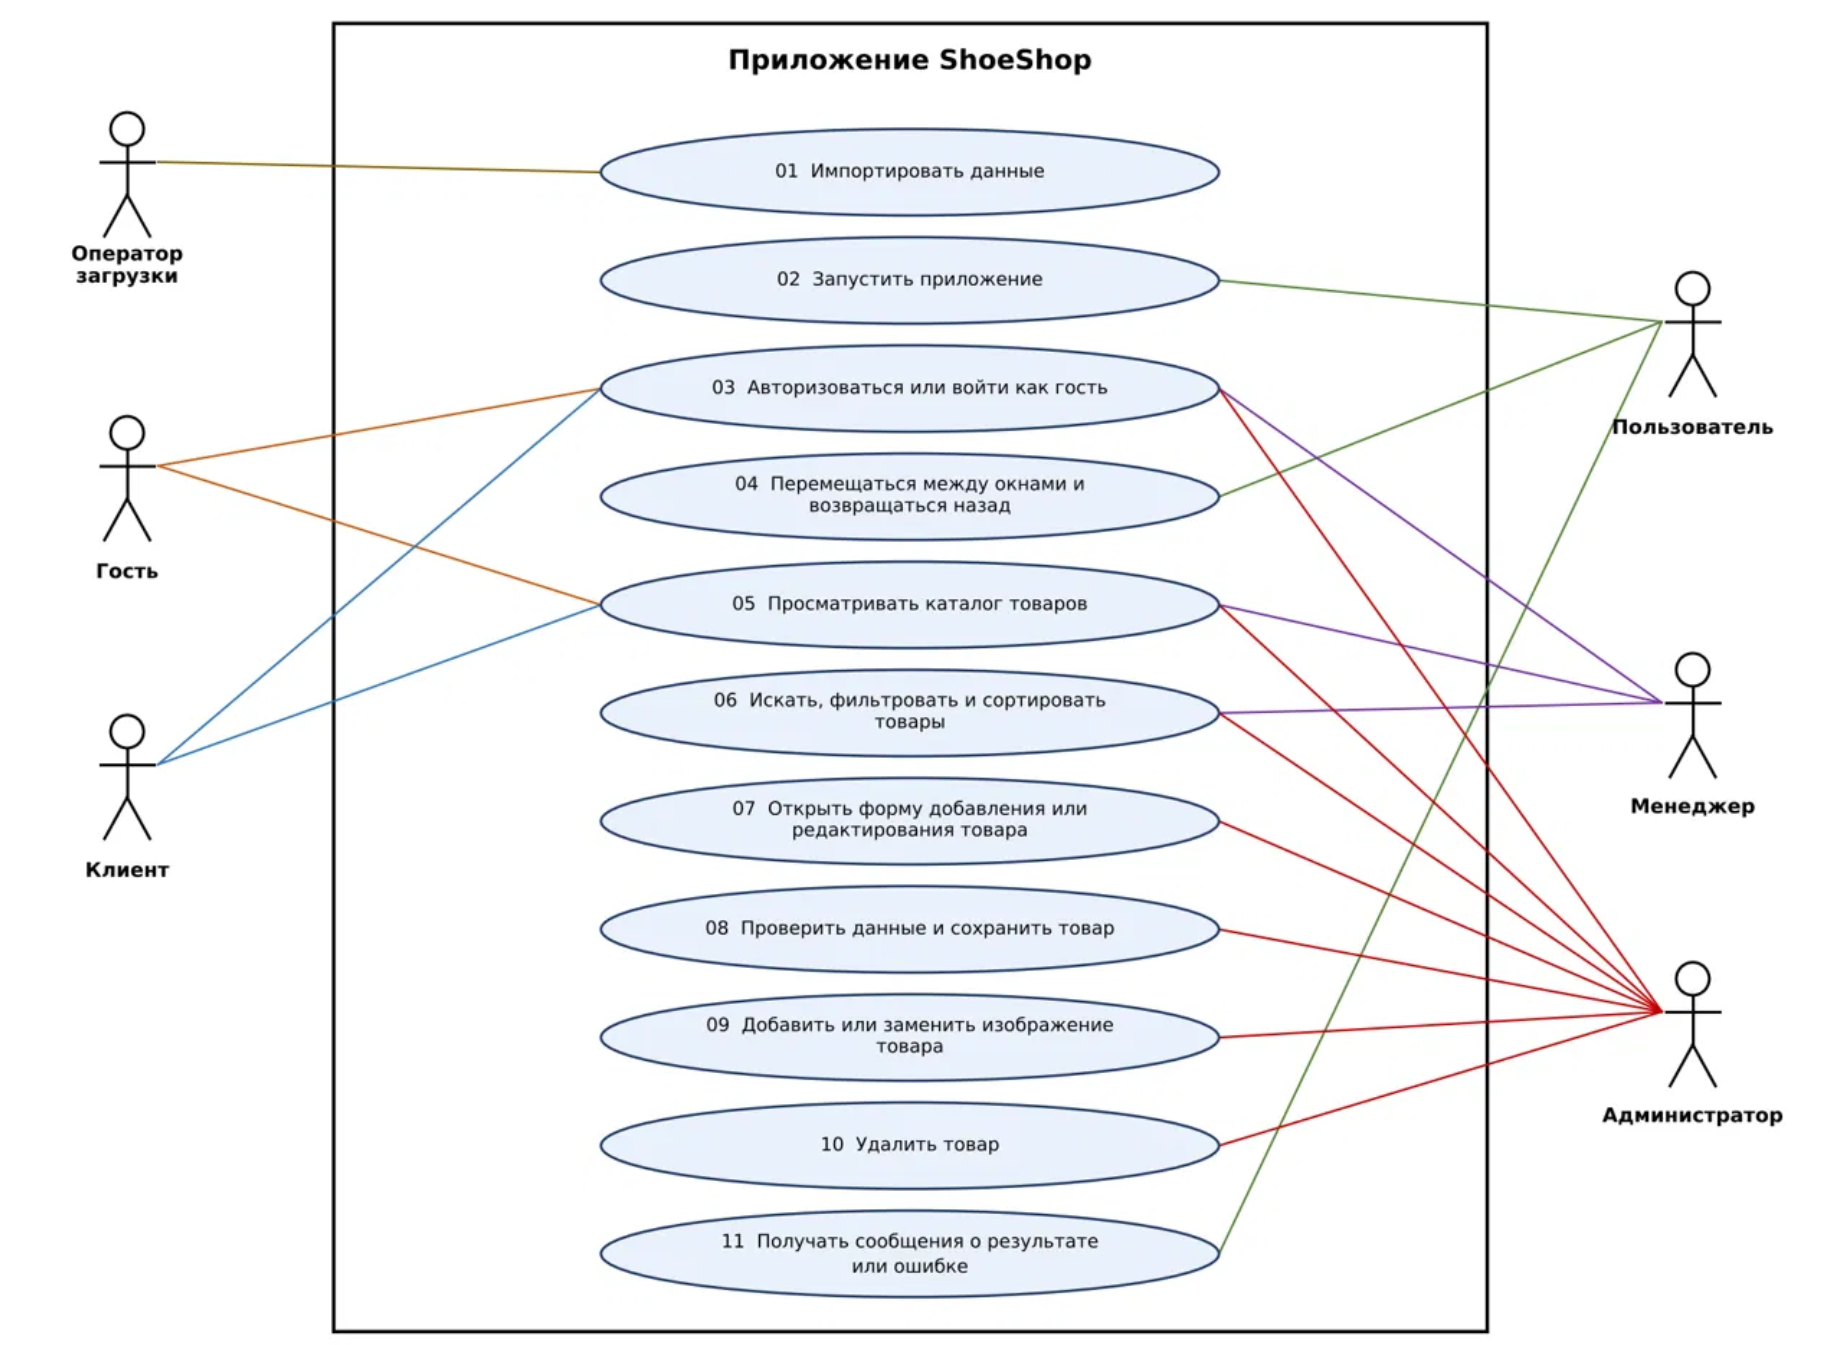 Приложение ShoeShop
Оператор
загрузки
Гость
Клиент
01 Импортировать данные
02 Запустить приложение
03 Авторизоваться или войти как гость
04 Перемещаться между окнами и
возвращаться назад
05 Просматривать каталог товаров
06 Искать, фильтровать и сортировать
товары
07 Открыть форму добавления или
редактирования товара
08 Проверить данные и сохранить товар
09 Добавить или заменить изображение
товара
10 Удалить товар
11 Получать сообщения о результате
или ошибке
Пользователь
Менеджер
Администратор